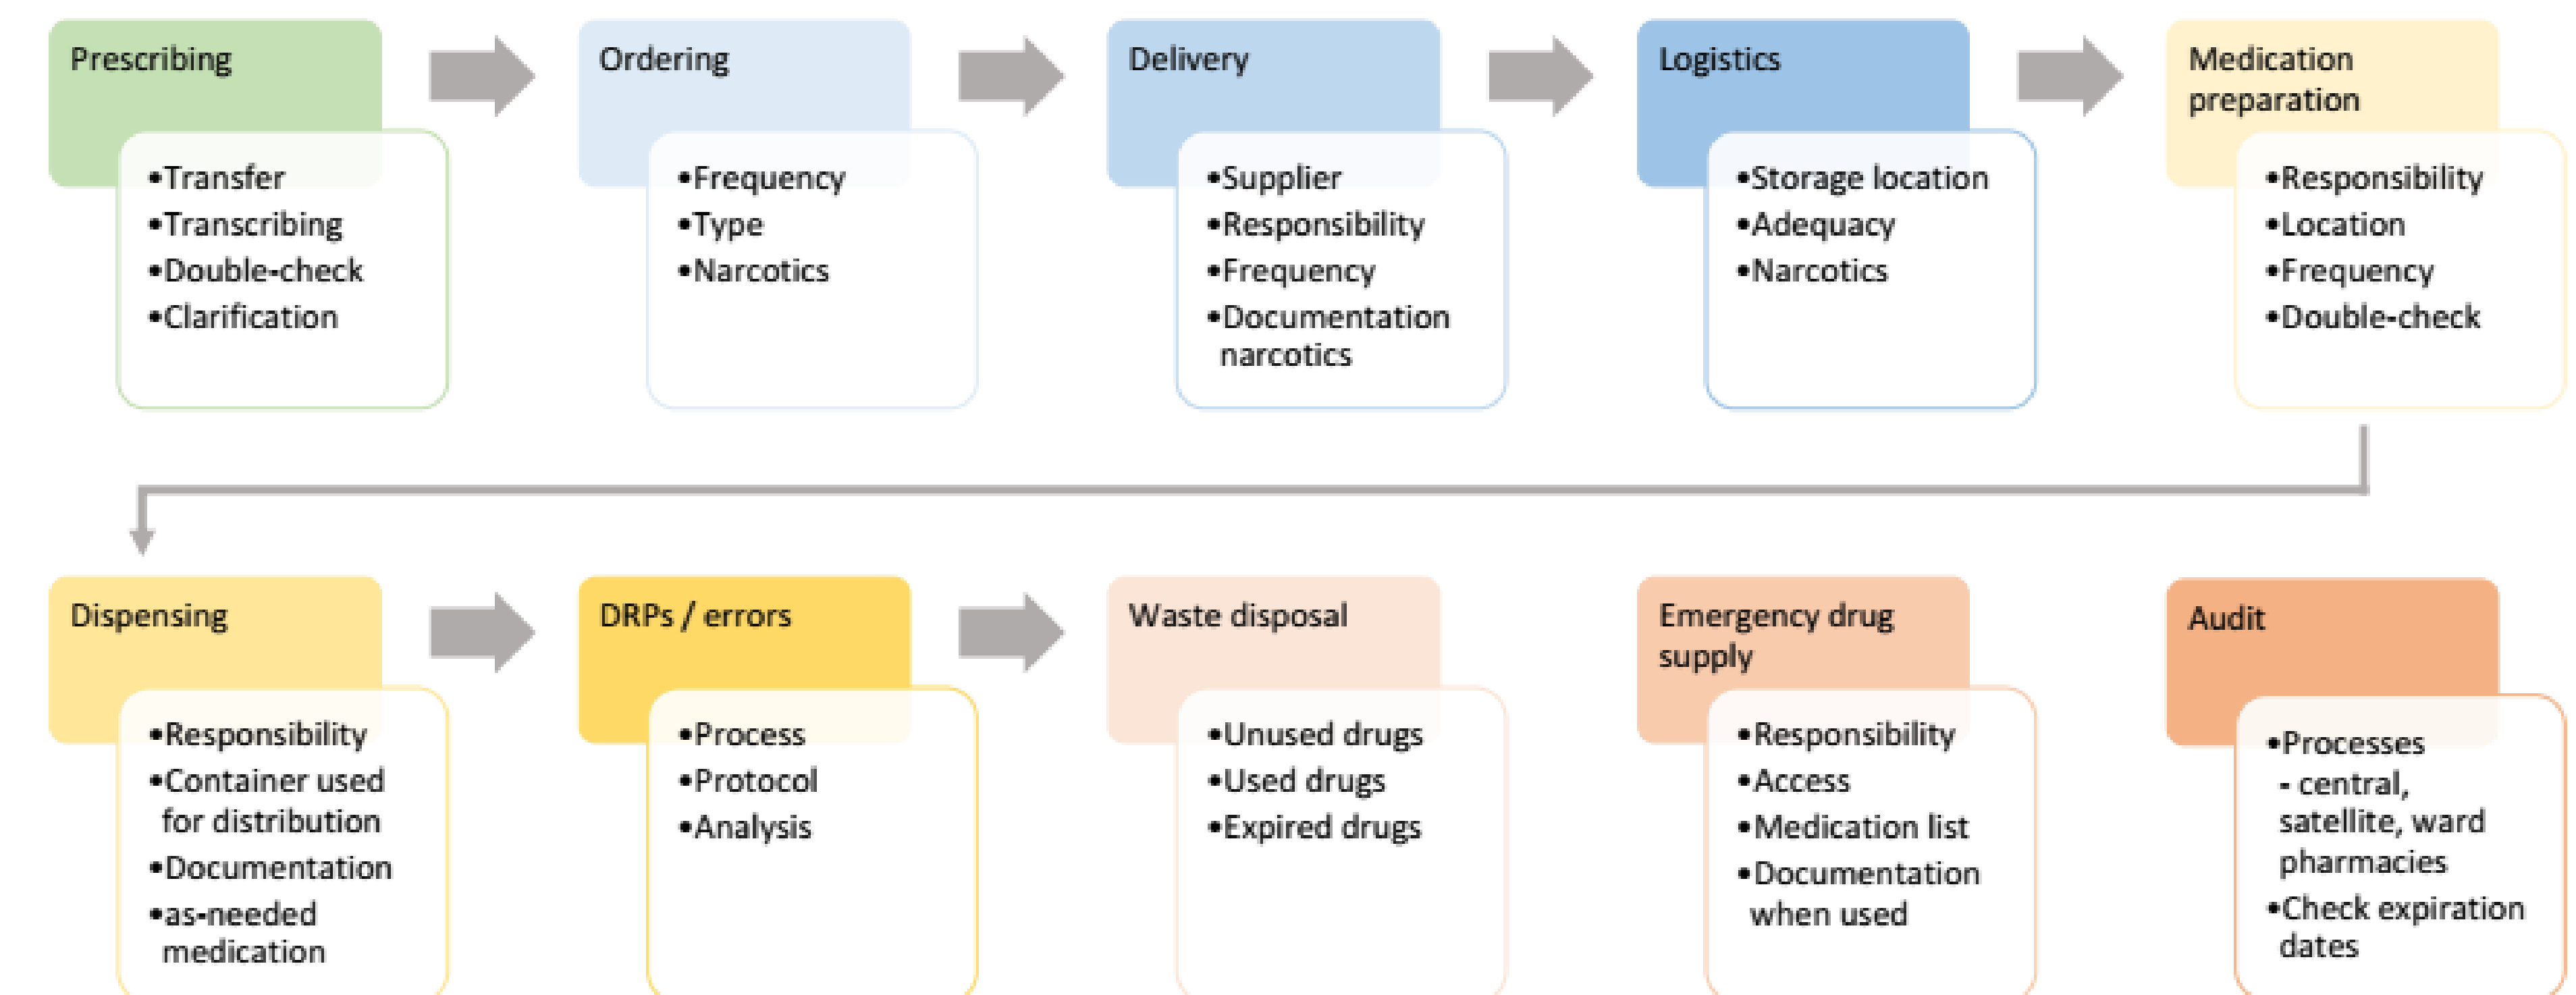 Prescribing
•Transfer
•Transcribing
•Double-check
•Clarification
Ordering
•Frequency
•Type
•Narcotics
Delivery
•Supplier
•Responsibility
•Frequency
•Documentation
narcotics
Logistics
•Storage location
•Adequacy
•Narcotics
Medication
preparation
•Responsibility
•Location
•Frequency
•Double-check
Dispensing
•Responsibility
•Container used
for distribution
•Documentation
•as-needed
medication
DRPs / errors
•Process
•Protocol
•Analysis
Waste disposal
•Unused drugs
•Used drugs
•Expired drugs
Emergency drug
supply
•Responsibility
•Access
•Medication list
•Documentation
when used
Audit
•Processes
- central,
satellite, ward
pharmacies
•Check expiration
dates